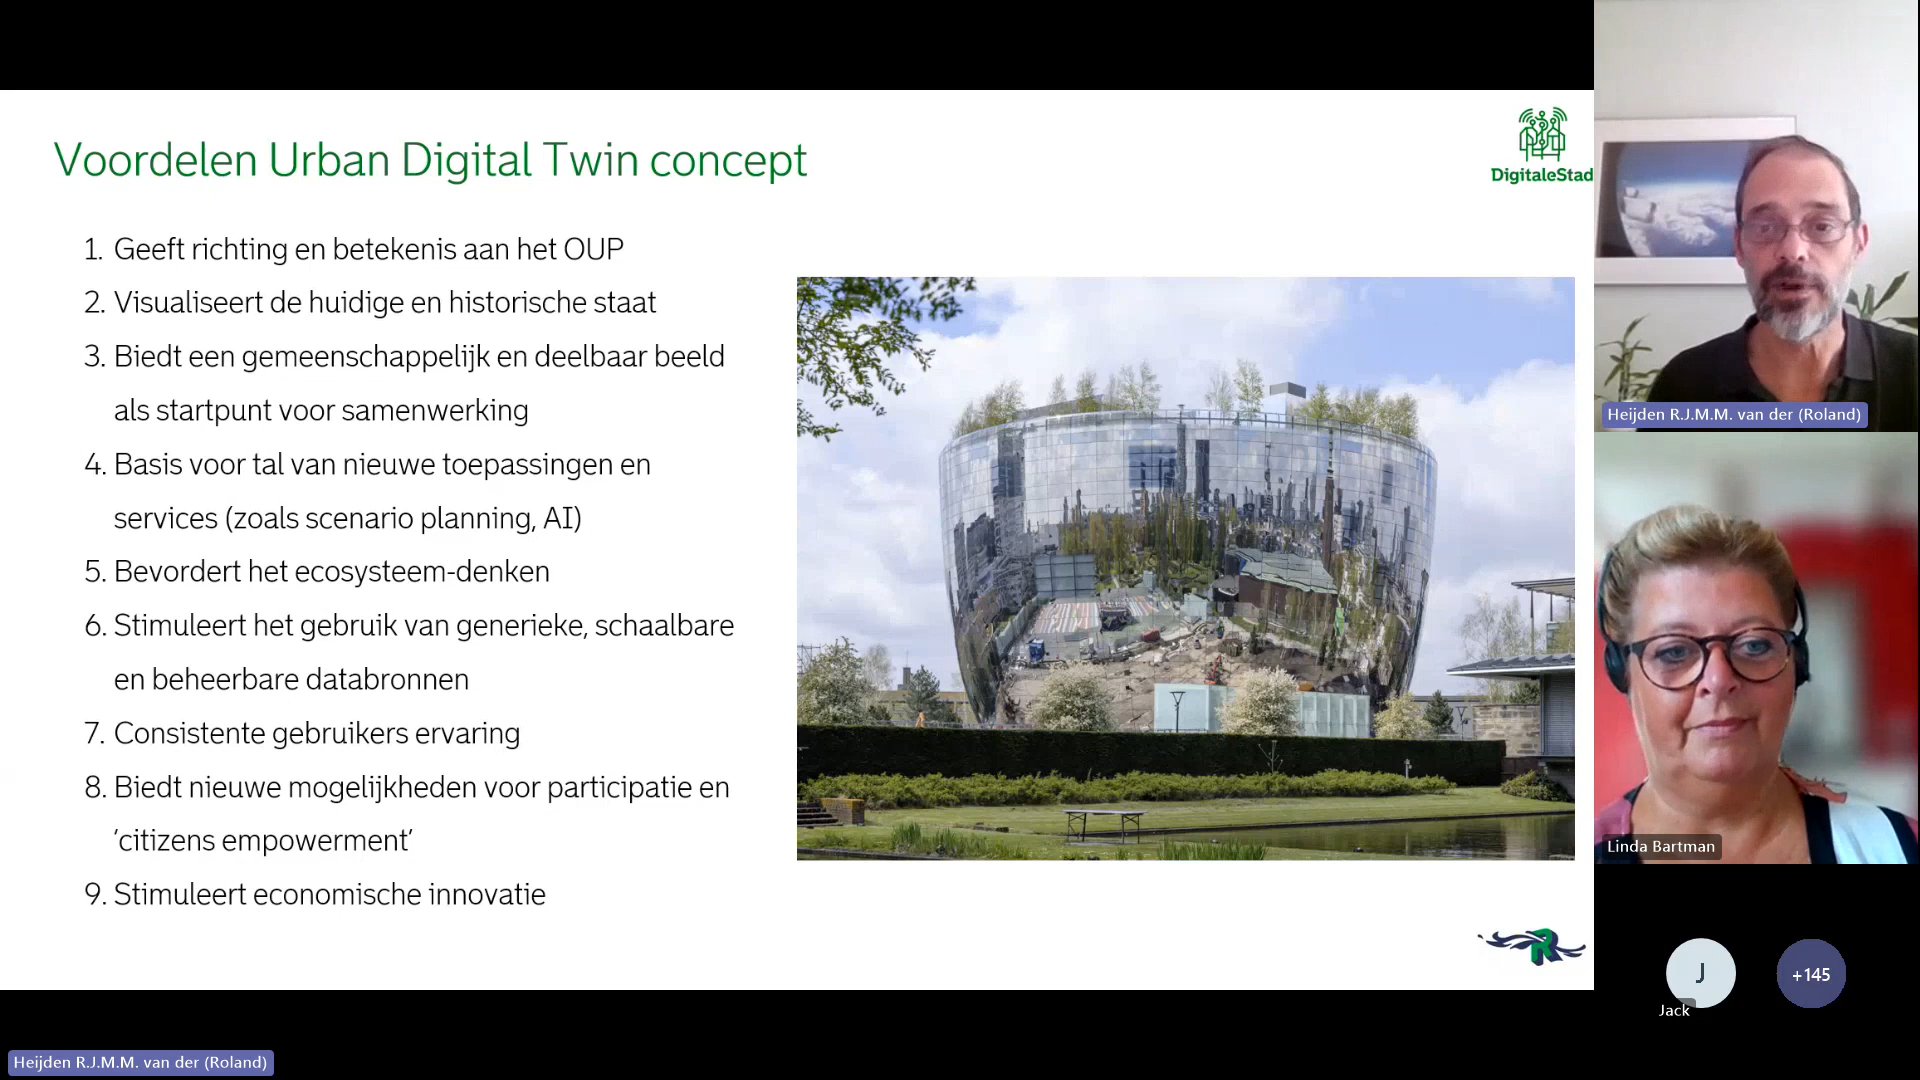 Voordelen Urban Digital Twin concept
DigitaleStad
1. Geeft richting en betekenis aan het OUP
2. Visualiseert de huidige en historische staat
3. Biedt een gemeenschappelijk en deelbaar beeld
als startpunt voor samenwerking
4. Basis voor tal van nieuwe toepassingen en
services (zoals scenario planning, AI)
5. Bevordert het ecosysteem-denken
6. Stimuleert het gebruik van generieke, schaalbare
en beheerbare databronnen
7. Consistente gebruikers ervaring
8. Biedt nieuwe mogelijkheden voor participatie en
‘citizens empowerment’
9. Stimuleert economische innovatie
R
Heijden R.J.M.M. van der (Roland)
Linda Bartman
J
Jack
+145
Heijden R.J.M.M. van der (Roland)